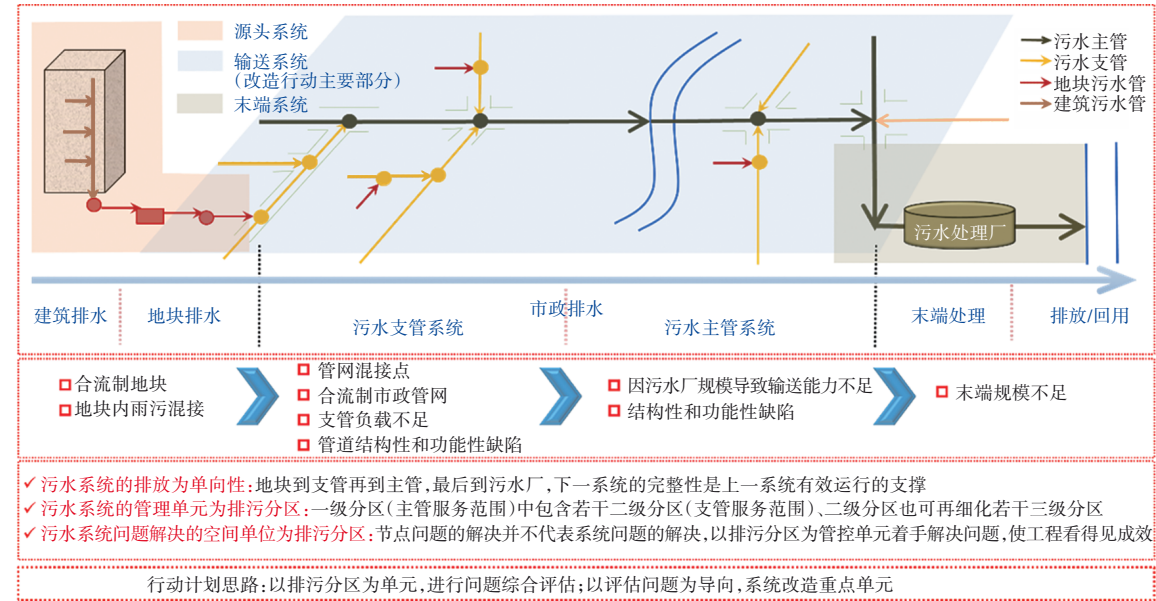 源头系统
输送系统
(改造行动主要部分)
末端系统
污水主管
污水支管
地块污水管
建筑污水管
污水处理厂
建筑排水
地块排水
污水支管系统
市政排水
污水主管系统
末端处理
排放/回用
合流制地块
地块内雨污混接
管网混接点
合流制市政管网
支管负载不足
管道结构性和功能性缺陷
因污水厂规模导致输送能力不足
结构性和功能性缺陷
末端规模不足
✓ 污水系统的排放为单向性:地块到支管再到主管,最后到污水厂,下一系统的完整性是上一系统有效运行的支撑
✓ 污水系统的管理单元为排污分区:一级分区(主管服务范围)中包含若干二级分区(支管服务范围)、二级分区也可再细化若干三级分区
✓ 污水系统问题解决的空间单位为排污分区:节点问题的解决并不代表系统问题的解决,以排污分区为管控单元着手解决问题,使工程看得见成效
行动计划思路:以排污分区为单元,进行问题综合评估;以评估问题为导向,系统改造重点单元